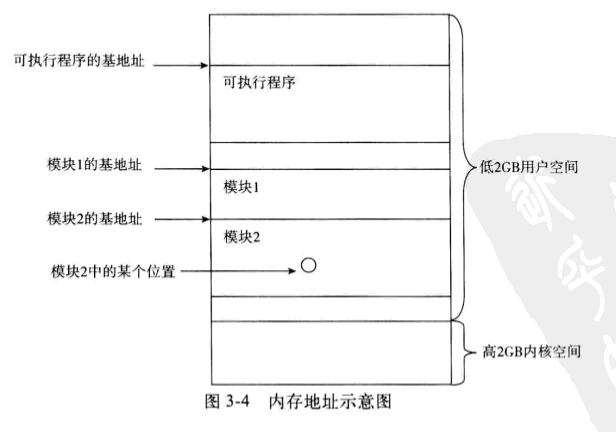 可执行程序的基地址
可执行程序
模块1的基地址
模块1
低2GB用户空间
模块2的基地址
模块2
模块2中的某个位置
高2GB内核空间
图 3-4 内存地址示意图